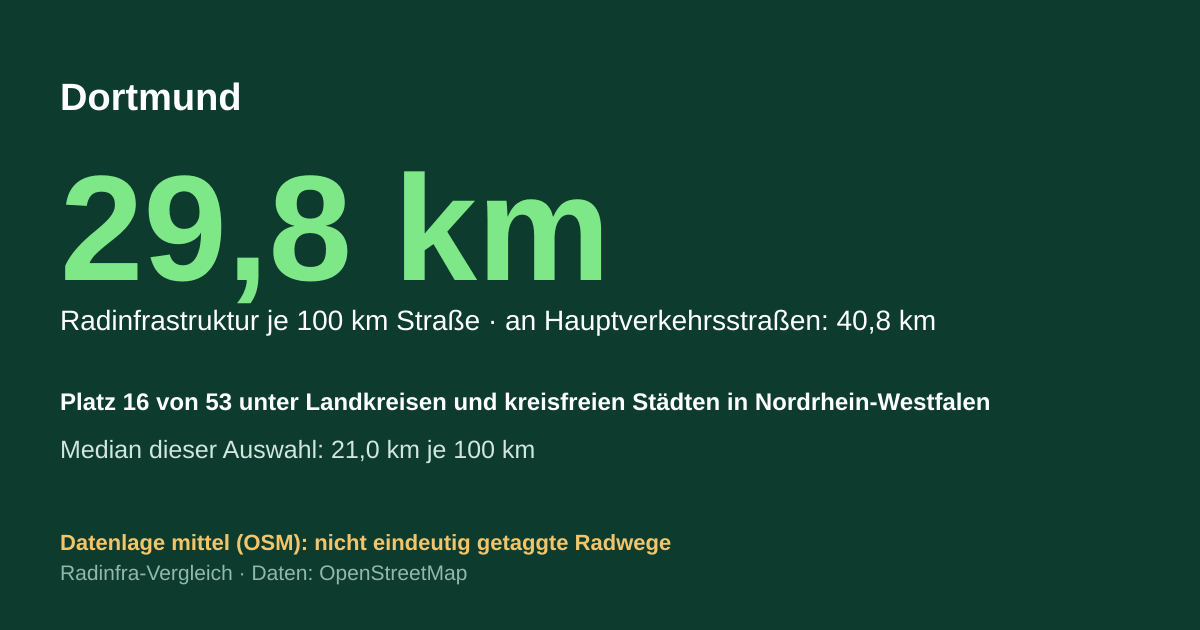 Dortmund
29,8 km
Radinfrastruktur je 100 km Straße · an Hauptverkehrsstraßen: 40,8 km
Platz 16 von 53 unter Landkreisen und kreisfreien Städten in Nordrhein-Westfalen
Median dieser Auswahl: 21,0 km je 100 km
Datenlage mittel (OSM): nicht eindeutig getaggte Radwege
Radinfra-Vergleich · Daten: OpenStreetMap